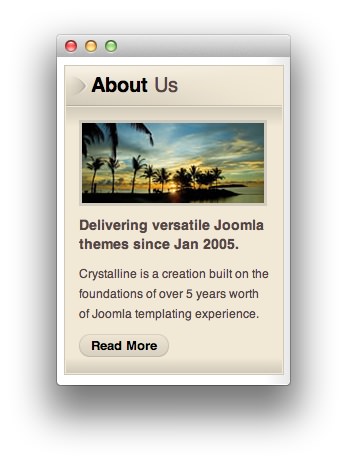 About Us
Delivering versatile Joomla
themes since Jan 2005.
Crystalline is a creation built on the
foundations of over 5 years worth
of Joomla templating experience.
Read More